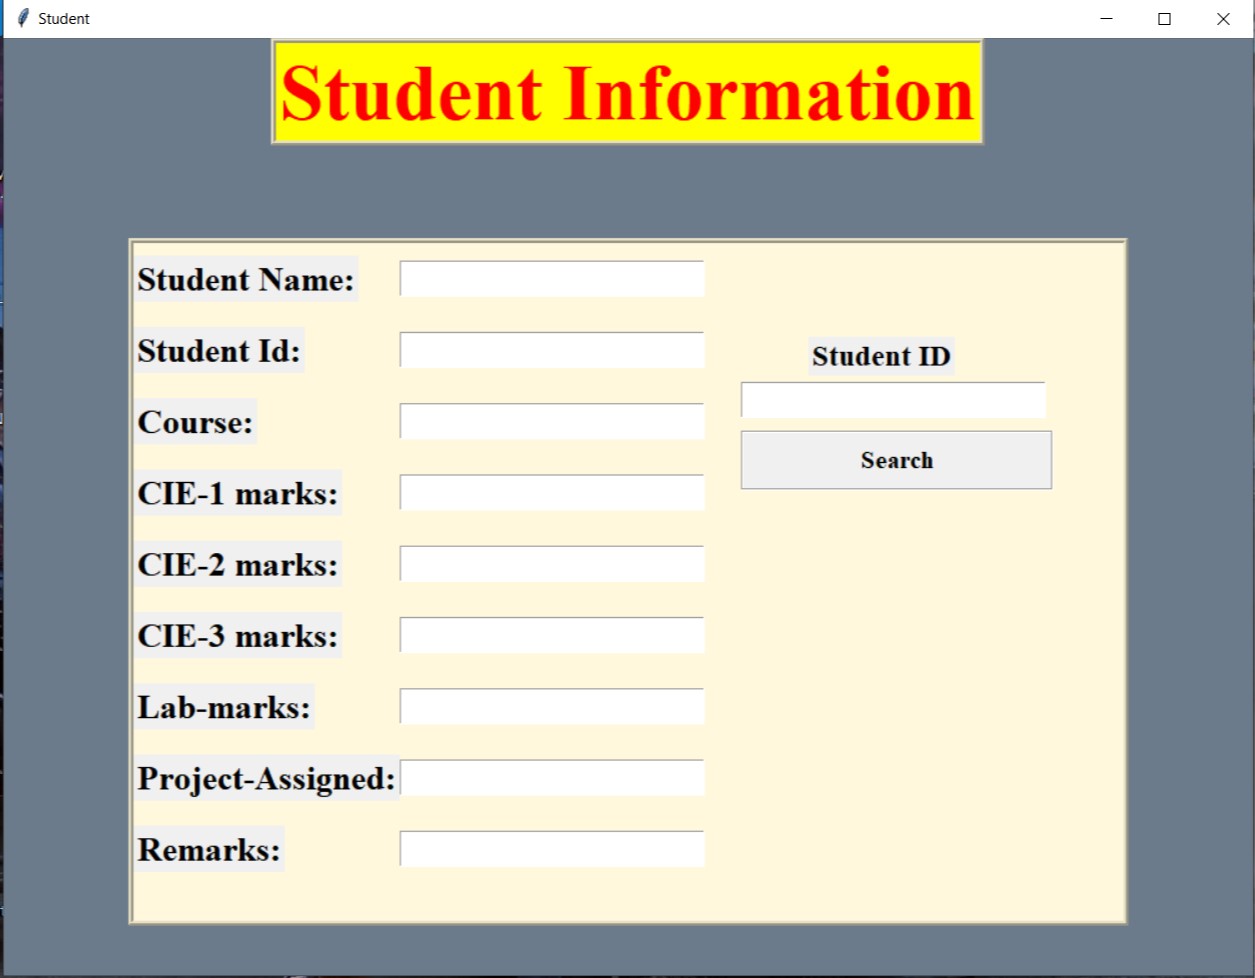 Student
Student Information
Student Name:
Student Id:
Course:
CIE-1 marks:
CIE-2 marks:
CIE-3 marks:
Lab-marks:
Project-Assigned:
Remarks:
Student ID
Search